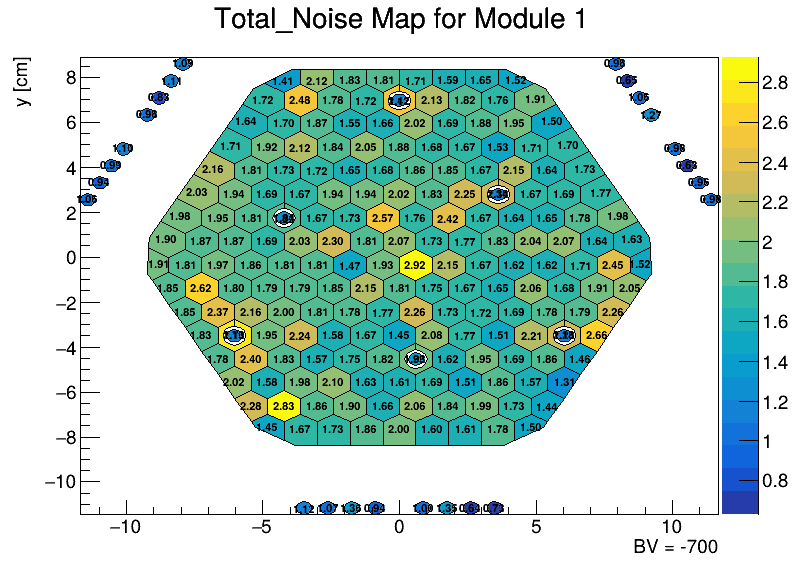 Total_Noise Map for Module 1
y [cm]
8
6
4
2
0
−2
−4
−6
−8
−10
−10 −5 0 5 10
BV = -700
2.8
2.6
2.4
2.2
2
1.8
1.6
1.4
1.2
1
0.8
1.09
1.11
0.98
1.10
0.94
0.98
0.65
1.05
1.27
0.98
0.63
0.98
1.41 2.12 1.83 1.81 1.71 1.59 1.65 1.52
1.72 2.48 1.78 1.72 2.13 1.82 1.76 1.91
1.64 1.70 1.87 1.55 1.66 2.02 1.69 1.88 1.95 1.50
1.71 1.92 2.12 1.84 2.05 1.88 1.68 1.67 1.53 1.71 1.70
2.16 1.66 1.72 1.55 1.68 1.86 1.85 1.67 2.15 1.64 1.73
2.03 1.94 1.69 1.67 1.94 1.94 2.02 1.83 2.25 1.67 1.69 1.77
1.98 1.95 1.81 1.67 1.73 2.57 1.76 2.42 1.67 1.64 1.65 1.78 1.98
1.90 1.87 1.87 1.69 2.03 2.30 1.81 2.07 1.73 1.77 1.83 2.04 2.07 1.64 1.63
1.91 1.81 1.97 1.86 1.81 1.81 1.47 1.93 2.92 2.15 1.67 1.62 1.71 1.63 2.45 1.52
1.85 2.62 1.80 1.79 1.79 1.85 2.15 1.81 1.75 1.67 1.65 2.06 1.68 1.91 2.05
1.85 2.37 2.16 2.00 1.81 1.78 1.77 2.26 1.73 1.77 1.68 1.82 1.79 2.26
1.95 2.24 1.58 1.67 1.45 2.08 1.77 1.51 2.21 2.66
1.78 2.40 1.83 1.57 1.75 1.68 1.62 1.95 1.69 1.86 1.46
2.02 1.58 1.98 2.10 1.63 1.61 1.69 1.51 1.86 1.31
2.28 2.83 1.86 1.90 1.66 2.06 1.84 1.99 1.73 1.44
1.45 1.67 1.73 1.86 2.00 1.60 1.61 1.78 1.50
1.12 1.07 1.36 0.94 1.00 1.35 0.64 0.73